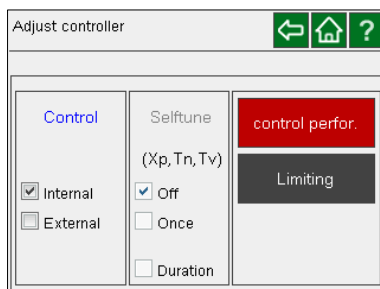 Adjust controller
?
Control
Internal
External
Selftune
(Xp,Tn,Tv)
Off
Once
Duration
control perfor.
Limiting